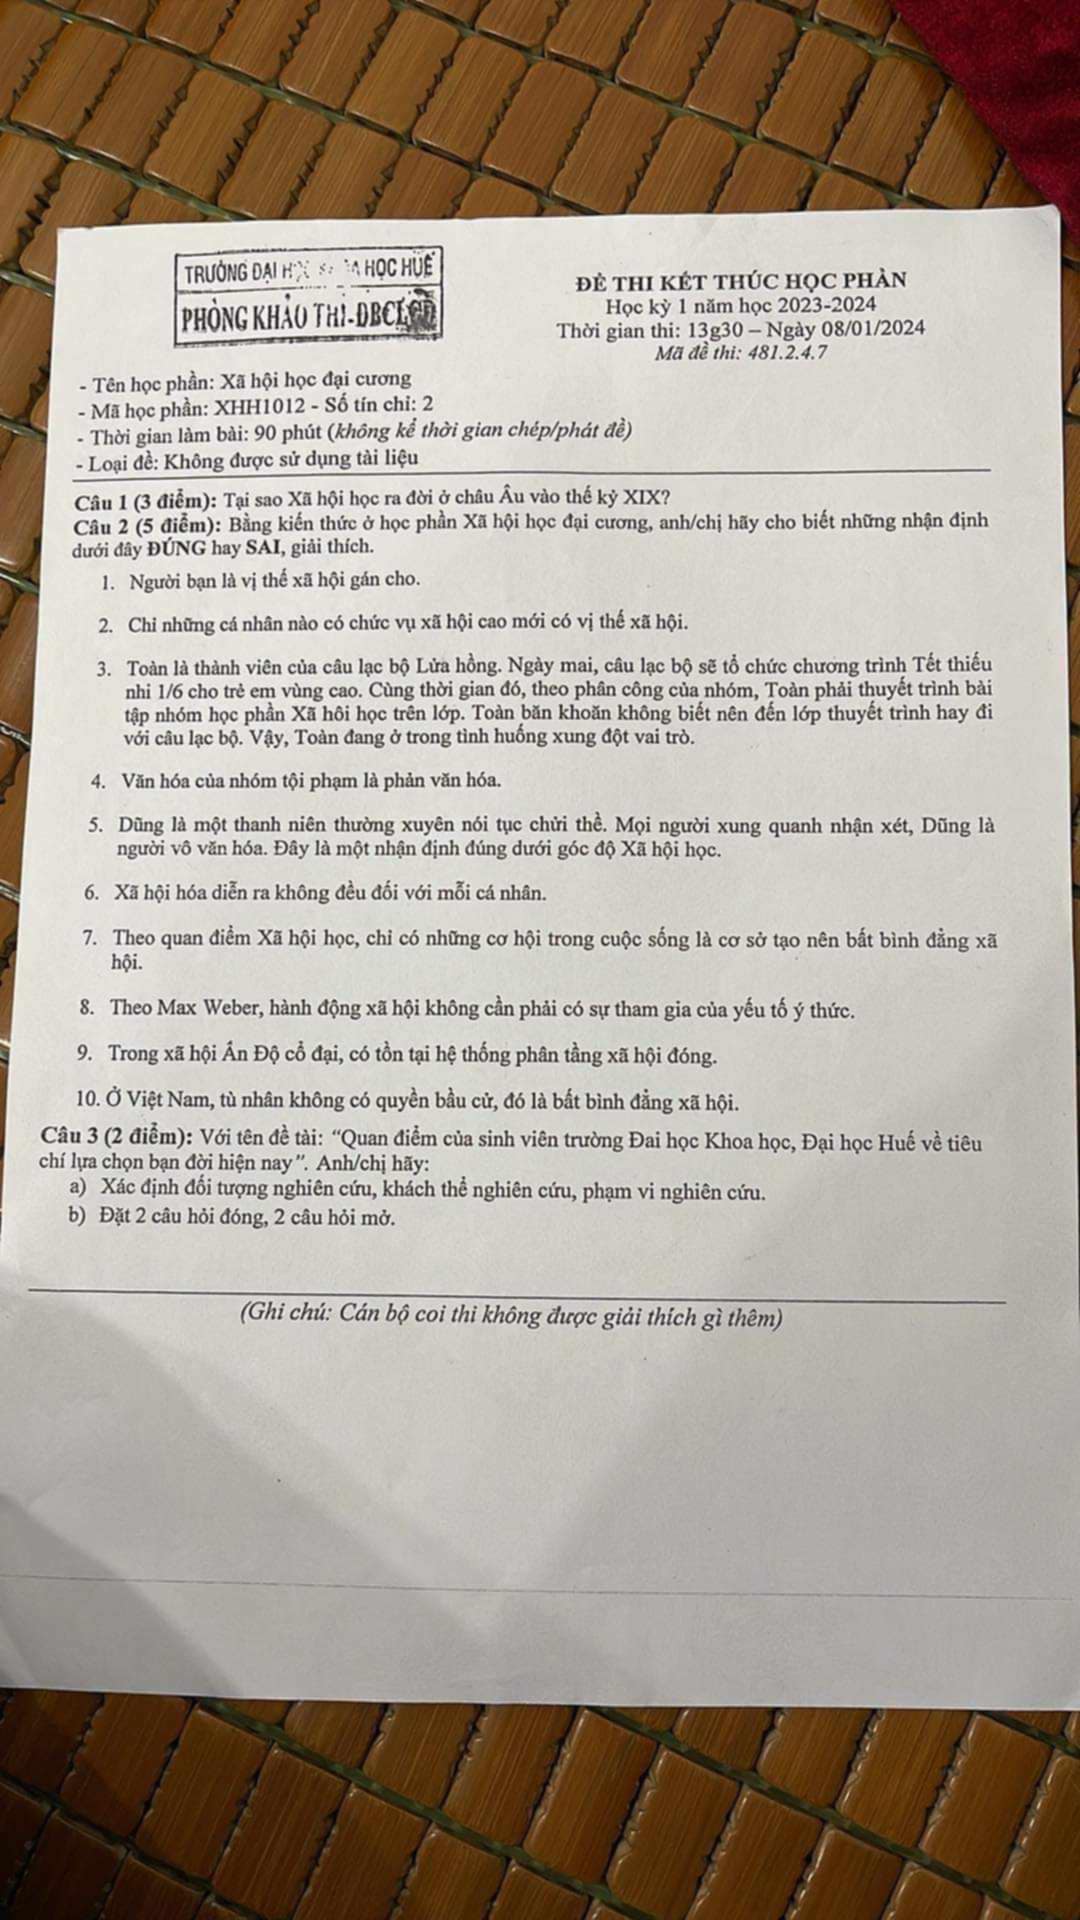 TRƯỜNG ĐẠI HỌC HỌC HUẾ
PHÒNG KHẢO THÍ-ĐBCLGD
ĐỀ THI KẾT THÚC HỌC PHẦN
Học kỳ 1 năm học 2023-2024
Thời gian thi: 13g30 – Ngày 08/01/2024
Mã đề thi: 481.2.4.7
- Tên học phần: Xã hội học đại cương
- Mã học phần: XHH1012 - Số tín chỉ: 2
- Thời gian làm bài: 90 phút (không kể thời gian chép/phát đề)
- Loại đề: Không được sử dụng tài liệu
Câu 1 (3 điểm): Tại sao Xã hội học ra đời ở châu Âu vào thế kỷ XIX?
Câu 2 (5 điểm): Bằng kiến thức ở học phần Xã hội học đại cương, anh/chị hãy cho biết những nhận định
dưới đây ĐÚNG hay SAI, giải thích.
1. Người bạn là vị thế xã hội gán cho.
2. Chỉ những cá nhân nào có chức vụ xã hội cao mới có vị thế xã hội.
3. Toàn là thành viên của câu lạc bộ Lửa hồng. Ngày mai, câu lạc bộ sẽ tổ chức chương trình Tết thiếu
nhi 1/6 cho trẻ em vùng cao. Cùng thời gian đó, theo phân công của nhóm, Toàn phải thuyết trình bài
tập nhóm học phần Xã hôi học trên lớp. Toàn băn khoăn không biết nên đến lớp thuyết trình hay đi
với câu lạc bộ. Vậy, Toàn đang ở trong tình huống xung đột vai trò.
4. Văn hóa của nhóm tội phạm là phản văn hóa.
5. Dũng là một thanh niên thường xuyên nói tục chửi thề. Mọi người xung quanh nhận xét, Dũng là
người vô văn hóa. Đây là một nhận định đúng dưới góc độ Xã hội học.
6. Xã hội hóa diễn ra không đều đối với mỗi cá nhân.
7. Theo quan điểm Xã hội học, chỉ có những cơ hội trong cuộc sống là cơ sở tạo nên bất bình đẳng xã
hội.
8. Theo Max Weber, hành động xã hội không cần phải có sự tham gia của yếu tố ý thức.
9. Trong xã hội Ấn Độ cổ đại, có tồn tại hệ thống phân tầng xã hội đóng.
10. Ở Việt Nam, tù nhân không có quyền bầu cử, đó là bất bình đẳng xã hội.
Câu 3 (2 điểm): Với tên đề tài: “Quan điểm của sinh viên trường Đai học Khoa học, Đại học Huế về tiêu
chí lựa chọn bạn đời hiện nay”. Anh/chị hãy:
a) Xác định đối tượng nghiên cứu, khách thể nghiên cứu, phạm vi nghiên cứu.
b) Đặt 2 câu hỏi đóng, 2 câu hỏi mở.
(Ghi chú: Cán bộ coi thi không được giải thích gì thêm)